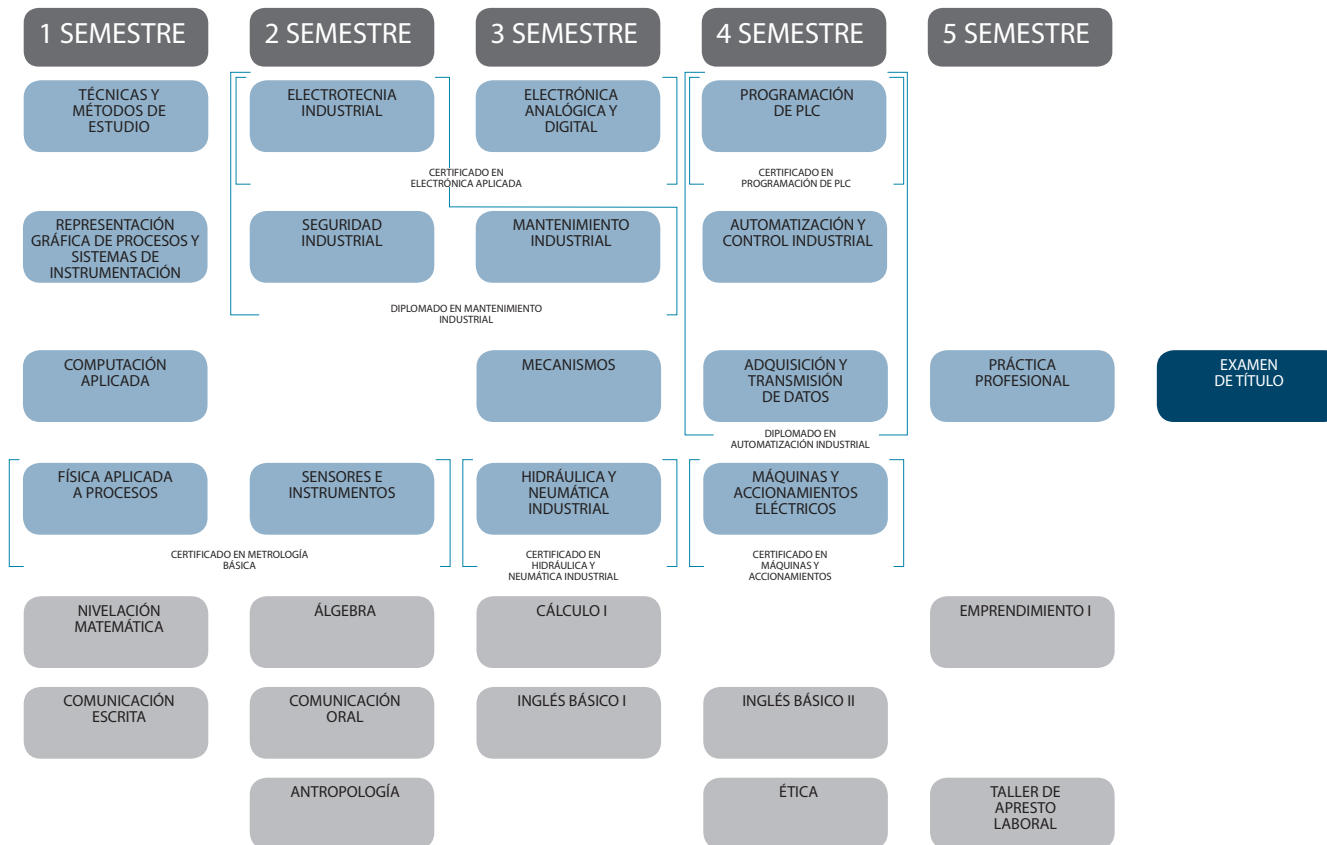 1 SEMESTRE
2 SEMESTRE
3 SEMESTRE
4 SEMESTRE
5 SEMESTRE
TÉCNICAS Y
MÉTODOS DE
ESTUDIO
ELECTROTECNIA
INDUSTRIAL
ELECTRÓNICA
ANALÓGICA Y
DIGITAL
PROGRAMACIÓN
DE PLC
CERTIFICADO EN
ELECTRÓNICA APLICADA
CERTIFICADO EN
PROGRAMACIÓN DE PLC
REPRESENTACIÓN
GRÁFICA DE PROCESOS Y
SISTEMAS DE
INSTRUMENTACIÓN
SEGURIDAD
INDUSTRIAL
MANTENIMIENTO
INDUSTRIAL
AUTOMATIZACIÓN Y
CONTROL INDUSTRIAL
DIPLOMADO EN MANTENIMIENTO
INDUSTRIAL
COMPUTACIÓN
APLICADA
MECANISMOS
ADQUISICIÓN Y
TRANSMISIÓN
DE DATOS
PRÁCTICA
PROFESIONAL
EXAMEN
DE TÍTULO
DIPLOMADO EN
AUTOMATIZACIÓN INDUSTRIAL
FÍSICA APLICADA
A PROCESOS
SENSORES E
INSTRUMENTOS
HIDRÁULICA Y
NEUMÁTICA
INDUSTRIAL
MÁQUINAS Y
ACCIONAMIENTOS
ELÉCTRICOS
CERTIFICADO EN METROLOGÍA
BÁSICA
CERTIFICADO EN
HIDRÁULICA Y
NEUMÁTICA INDUSTRIAL
CERTIFICADO EN
MÁQUINAS Y
ACCIONAMIENTOS
NIVELACIÓN
MATEMÁTICA
ÁLGEBRA
CÁLCULO I
EMPRENDIMIENTO I
COMUNICACIÓN
ESCRITA
COMUNICACIÓN
ORAL
INGLÉS BÁSICO I
INGLÉS BÁSICO II
ANTROPOLOGÍA
ÉTICA
TALLER DE
APRESTO
LABORAL